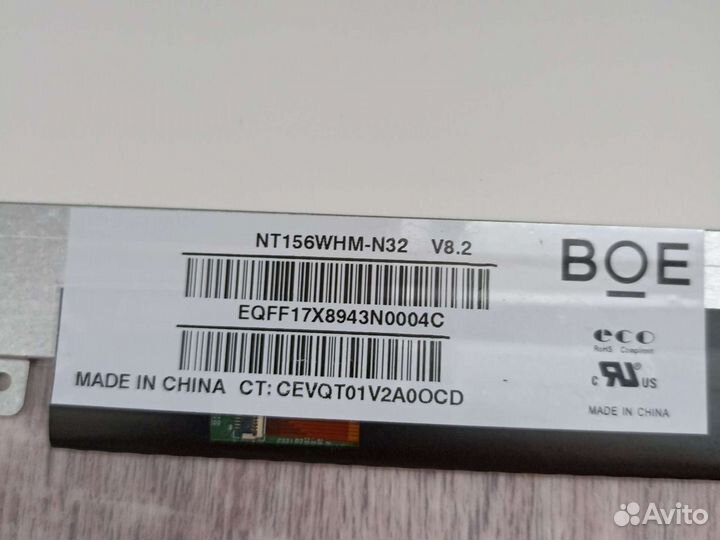 NT156WHM-N32 V8.2
BOE
EQFF17X8943N0004C
eco
RoHS Compliant
MADE IN CHINA CT: CEVQT01V2A0OCD
c RU US
MADE IN CHINA
Avito